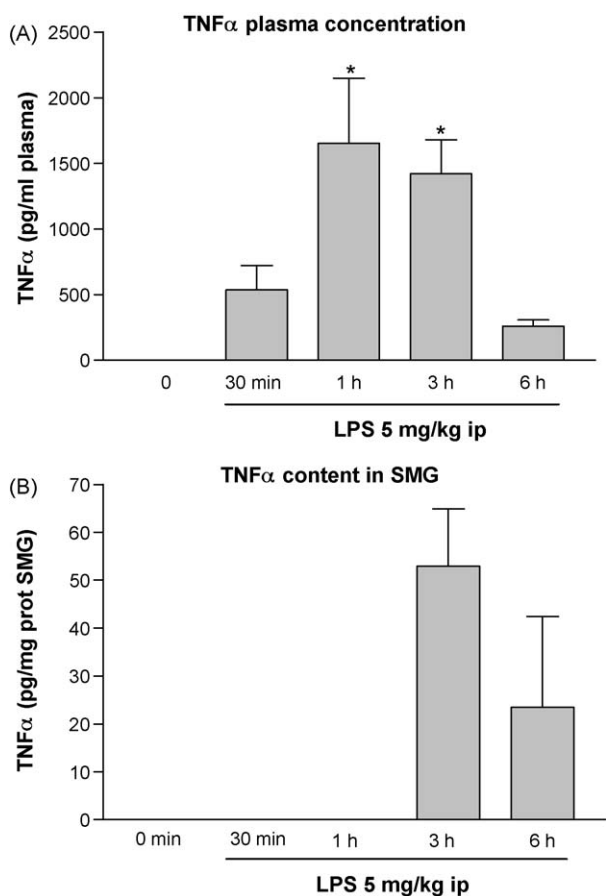 (A)
TNFα plasma concentration
TNFα (pg/ml plasma)
2500
2000
1500
1000
500
0
* *
0 30 min 1 h 3 h 6 h
LPS 5 mg/kg ip
(B)
TNFα content in SMG
TNFα (pg/mg prot SMG)
70
60
50
40
30
20
10
0
0 min 30 min 1 h 3 h 6 h
LPS 5 mg/kg ip